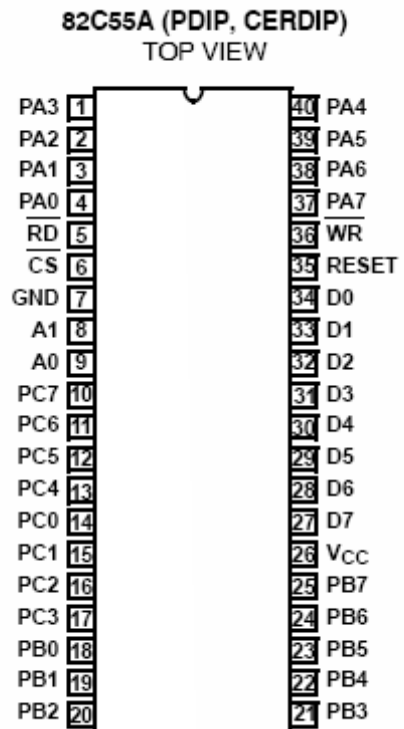 82C55A (PDIP, CERDIP)
TOP VIEW
PA3 1 40 PA4
PA2 2 39 PA5
PA1 3 38 PA6
PA0 4 37 PA7
RD 5 36 WR
CS 6 35 RESET
GND 7 34 D0
A1 8 33 D1
A0 9 32 D2
PC7 10 31 D3
PC6 11 30 D4
PC5 12 29 D5
PC4 13 28 D6
PC0 14 27 D7
PC1 15 26 VCC
PC2 16 25 PB7
PC3 17 24 PB6
PB0 18 23 PB5
PB1 19 22 PB4
PB2 20 21 PB3